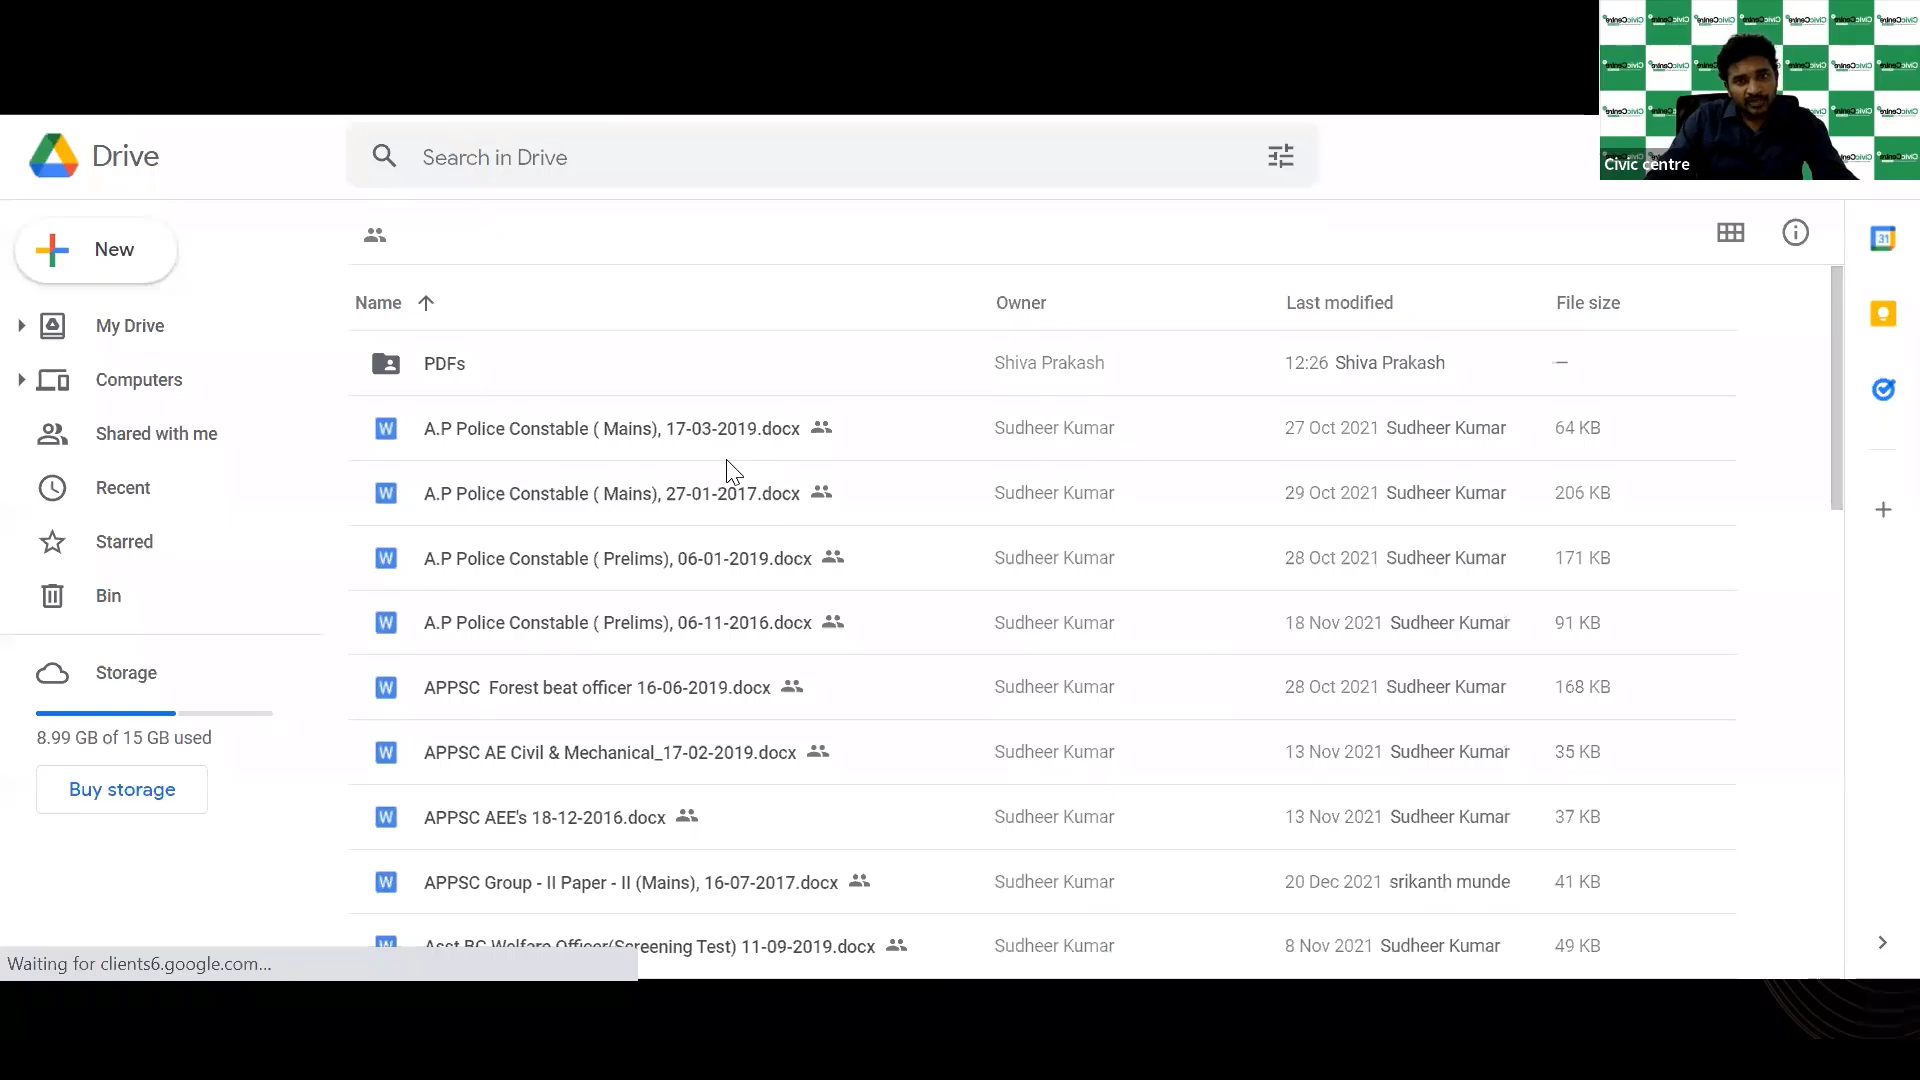 Drive
Search in Drive
Civic centre
New
My Drive
Computers
Shared with me
Recent
Starred
Bin
Storage
8.99 GB of 15 GB used
Buy storage
Name Owner Last modified File size
PDFs Shiva Prakash 12:26 Shiva Prakash —
A.P Police Constable ( Mains), 17-03-2019.docx Sudheer Kumar 27 Oct 2021 Sudheer Kumar 64 KB
A.P Police Constable ( Mains), 27-01-2017.docx Sudheer Kumar 29 Oct 2021 Sudheer Kumar 206 KB
A.P Police Constable ( Prelims), 06-01-2019.docx Sudheer Kumar 28 Oct 2021 Sudheer Kumar 171 KB
A.P Police Constable ( Prelims), 06-11-2016.docx Sudheer Kumar 18 Nov 2021 Sudheer Kumar 91 KB
APPSC Forest beat officer 16-06-2019.docx Sudheer Kumar 28 Oct 2021 Sudheer Kumar 168 KB
APPSC AE Civil & Mechanical_17-02-2019.docx Sudheer Kumar 13 Nov 2021 Sudheer Kumar 35 KB
APPSC AEE's 18-12-2016.docx Sudheer Kumar 13 Nov 2021 Sudheer Kumar 37 KB
APPSC Group - II Paper - II (Mains), 16-07-2017.docx Sudheer Kumar 20 Dec 2021 srikanth munde 41 KB
Asst BC Welfare Officer(Screening Test) 11-09-2019.docx Sudheer Kumar 8 Nov 2021 Sudheer Kumar 49 KB
Waiting for clients6.google.com...
31